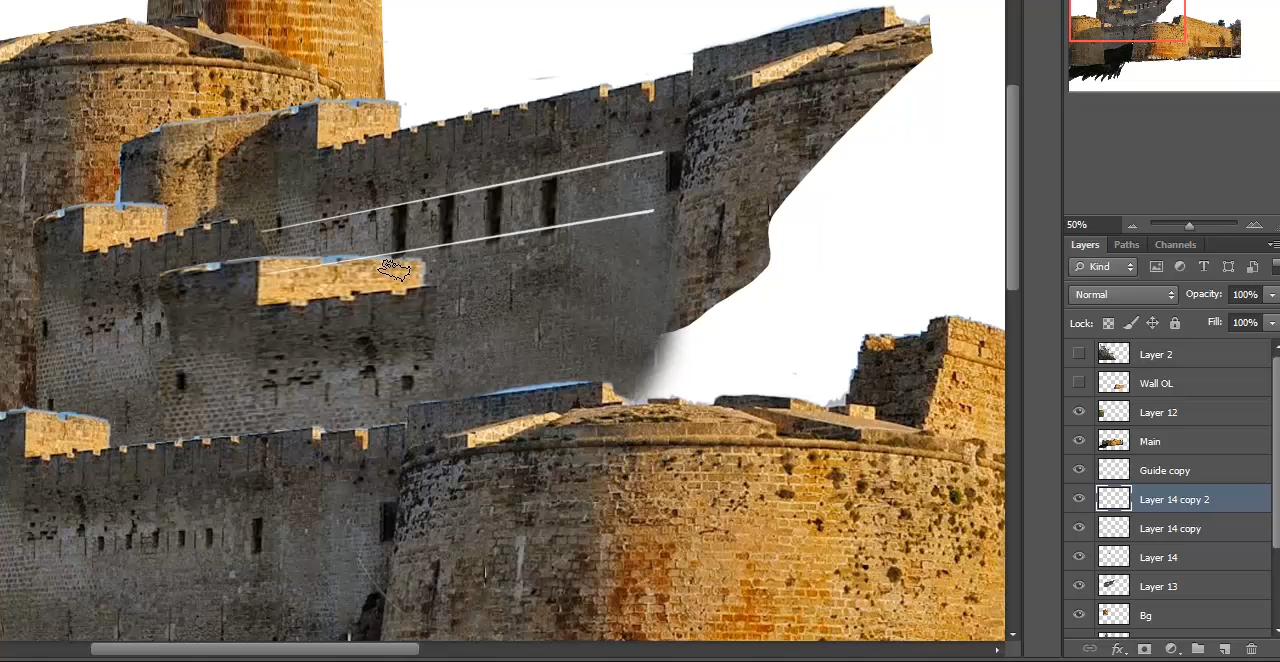 50%
Layers Paths Channels
Kind T
Normal Opacity: 100%
Lock: Fill: 100%
Layer 2
Wall OL
Layer 12
Main
Guide copy
Layer 14 copy 2
Layer 14 copy
Layer 14
Layer 13
Bg
fx